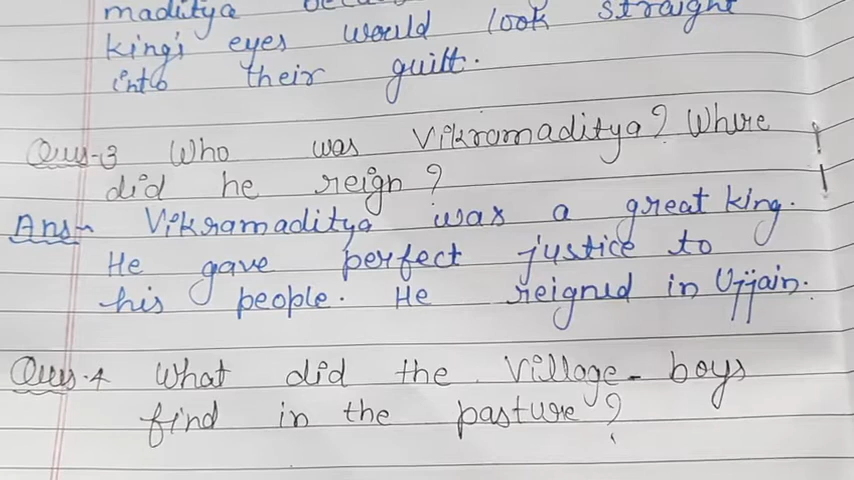 maditya
king's eyes would look straight
into their guilt.
Ques-3 Who was Vikramaditya? Where
did he reign?
Ans- Vikramaditya was a great king.
He gave perfect justice to
his people. He reigned in Ujjain.
Ques-4 What did the village-boys
find in the pasture?